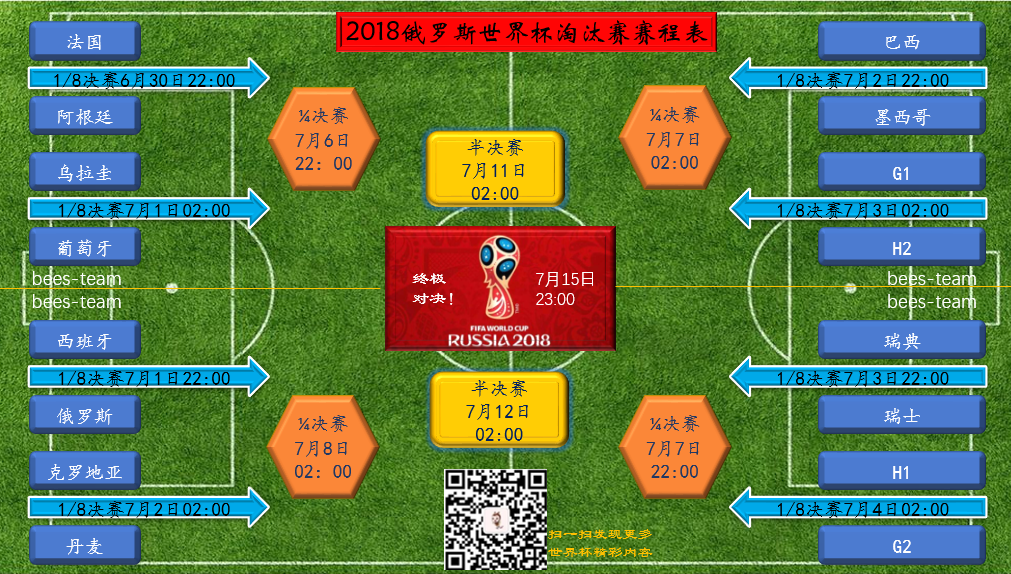 2018俄罗斯世界杯淘汰赛赛程表
法国
1/8决赛6月30日22:00
阿根廷
乌拉圭
1/8决赛7月1日02:00
葡萄牙
bees-team
bees-team
西班牙
1/8决赛7月1日22:00
俄罗斯
克罗地亚
1/8决赛7月2日02:00
丹麦
¼决赛
7月6日
22：00
¼决赛
7月8日
02：00
半决赛
7月11日
02:00
终极
对决！
7月15日
23:00
FIFA WORLD CUP
RUSSIA 2018
半决赛
7月12日
02:00
扫一扫发现更多
世界杯精彩内容
¼决赛
7月7日
02:00
¼决赛
7月7日
22:00
巴西
1/8决赛7月2日22:00
墨西哥
G1
1/8决赛7月3日02:00
H2
bees-team
bees-team
瑞典
1/8决赛7月3日22:00
瑞士
H1
1/8决赛7月4日02:00
G2